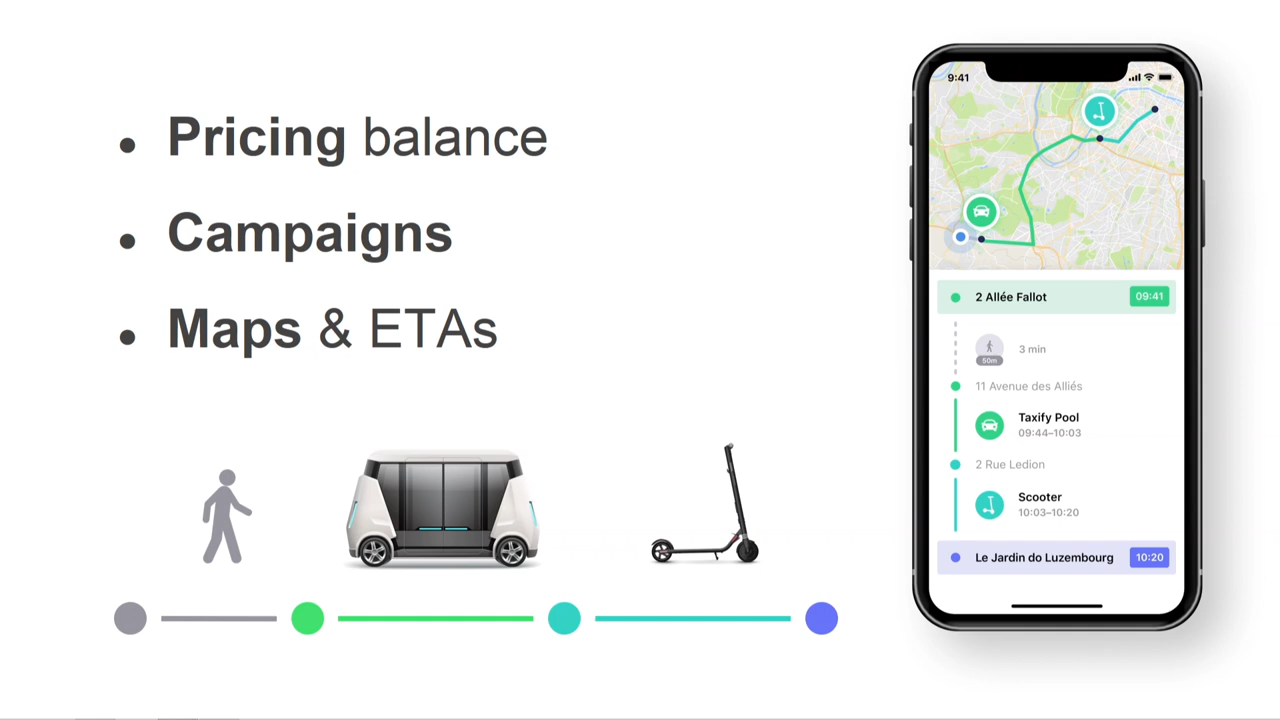 Pricing balance
Campaigns
Maps & ETAs
9:41
2 Allée Fallot 09:41
3 min
50m
11 Avenue des Alliés
Taxify Pool
09:44–10:03
2 Rue Ledion
Scooter
10:03–10:20
Le Jardin do Luzembourg 10:20